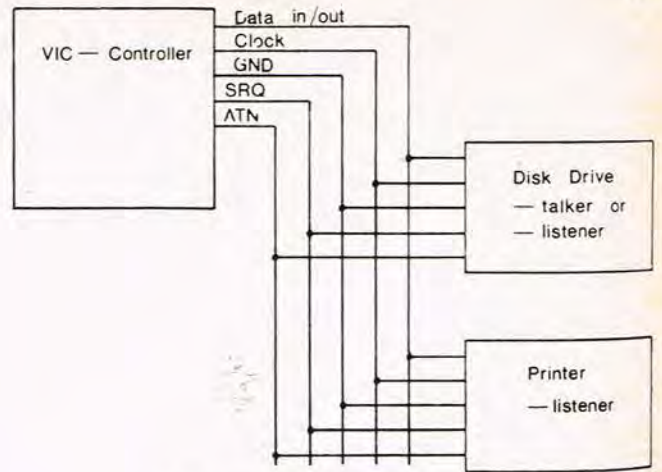 Data in/out
Clock
VIC — Controller
GND
SRQ
ATN
Disk Drive
— talker or
— listener
Printer
—listener